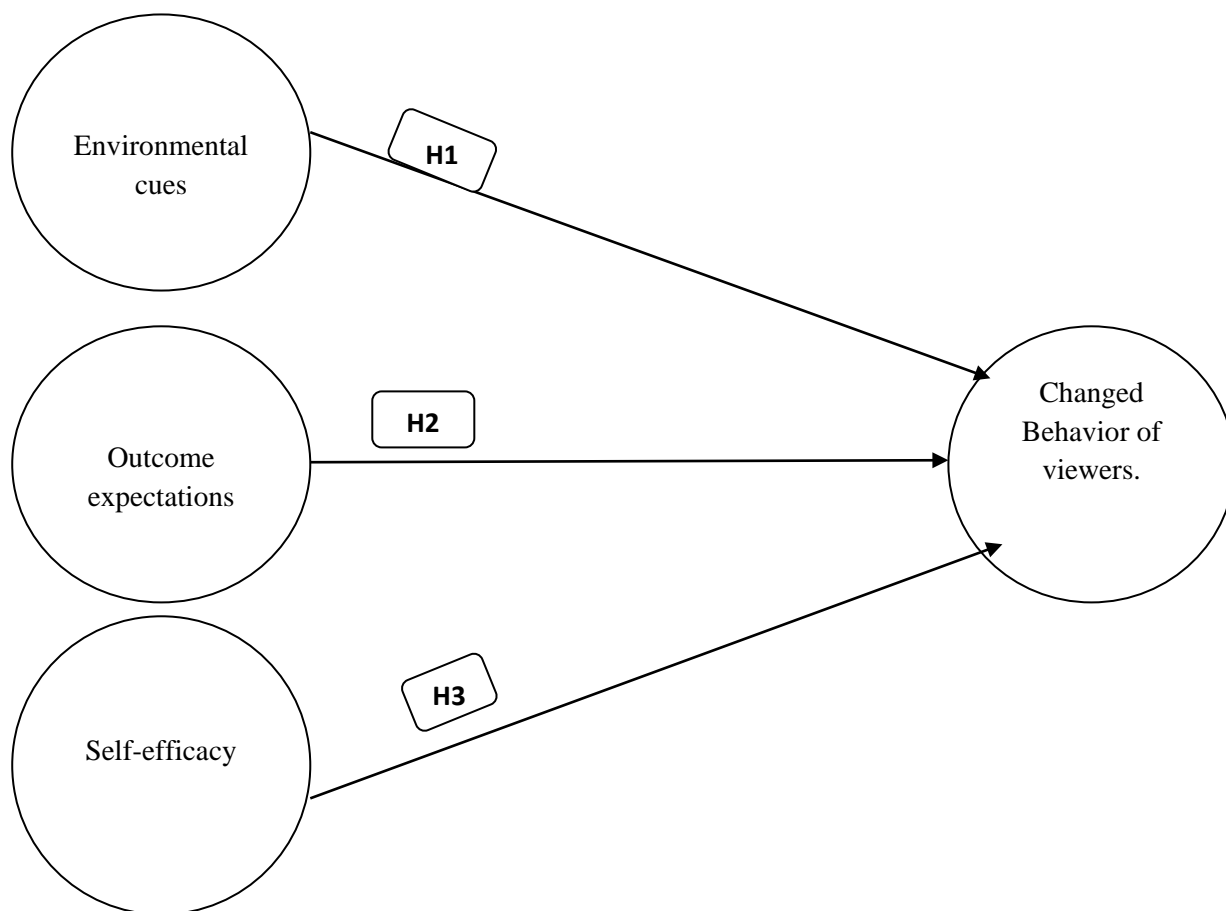 Environmental
cues
H1
Outcome
expectations
H2
Changed
Behavior of
viewers.
Self-efficacy
H3